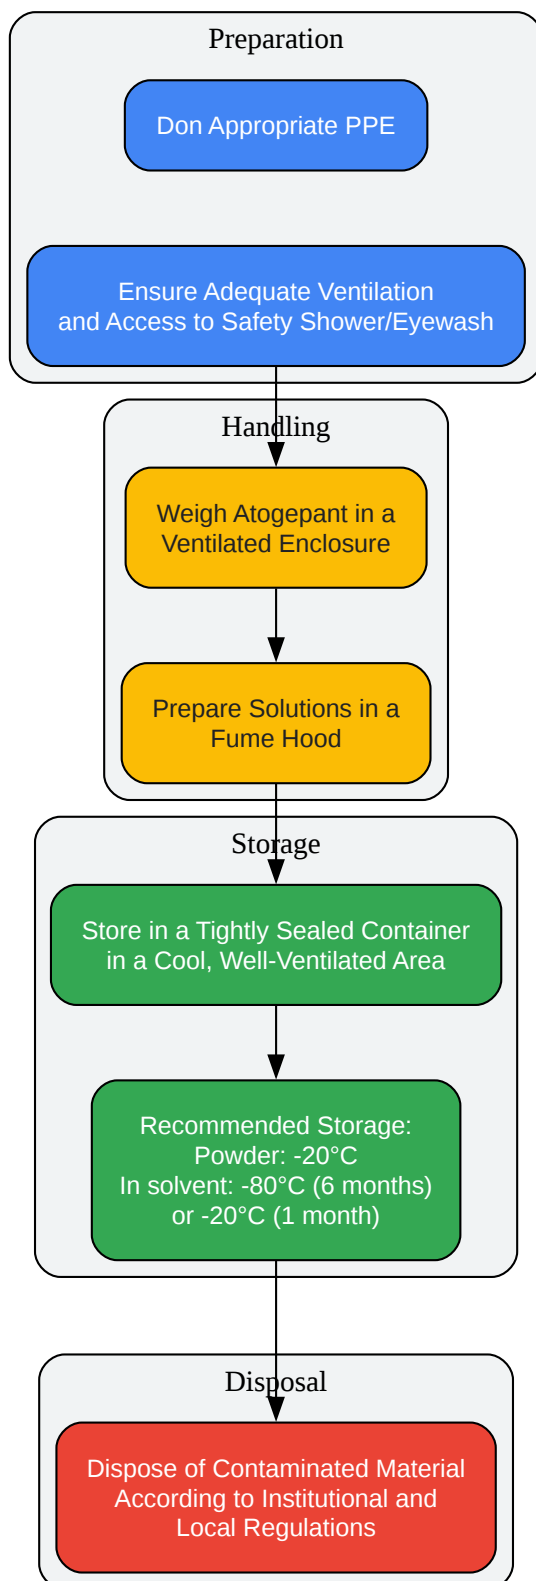 Preparation
Don Appropriate PPE
Ensure Adequate Ventilation
and Access to Safety Shower/Eyewash
Handling
Weigh Atogepant in a
Ventilated Enclosure
Prepare Solutions in a
Fume Hood
Storage
Store in a Tightly Sealed Container
in a Cool, Well-Ventilated Area
Recommended Storage:
Powder: -20°C
In solvent: -80°C (6 months)
or -20°C (1 month)
Disposal
Dispose of Contaminated Material
According to Institutional and
Local Regulations